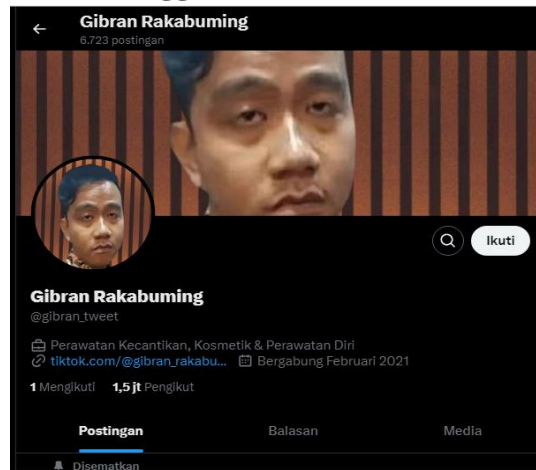 Gibran Rakabuming
6.723 postingan
Ikuti
Gibran Rakabuming
@gibran_tweet
Perawatan Kecantikan, Kosmetik & Perawatan Diri
tiktok.com/@gibran_rakabu... Bergabung Februari 2021
1 Mengikuti 1,5 jt Pengikut
Postingan Balasan Media
Disematkan